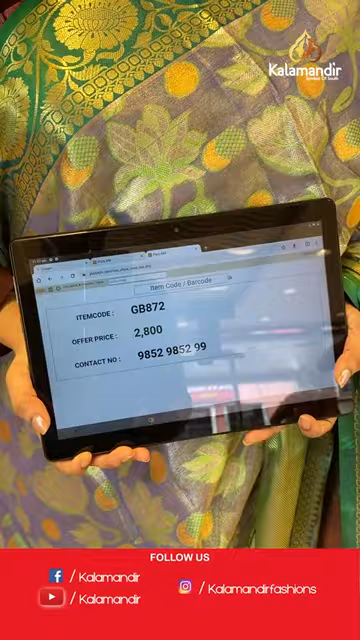 Kalamandir
Item Code / Barcode
ITEMCODE : GB872
OFFER PRICE : 2,800
CONTACT NO : 9852 9852 99
FOLLOW US
/ Kalamandir
/ Kalamandirfashions
/ Kalamandir